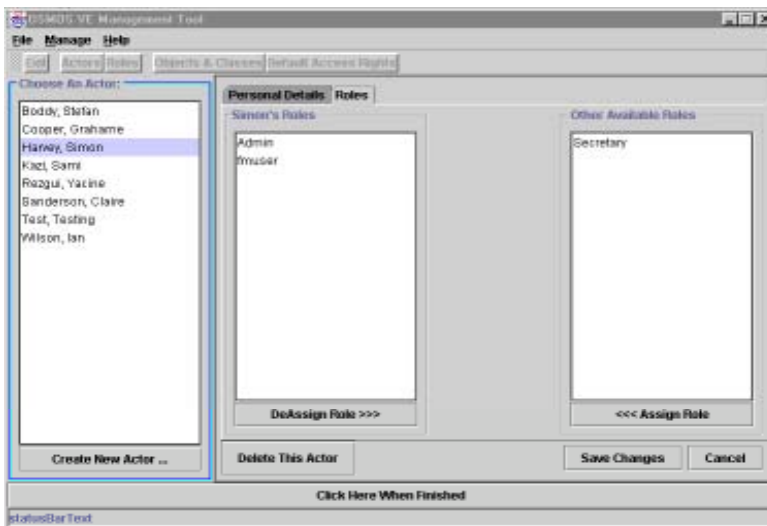 OSMOS VE Management Tool
File Manage Help
Exit Actors Roles Objects & Classes Default Access Rights
Choose An Actor:
Boddy, Stefan
Cooper, Grahame
Harvey, Simon
Kazi, Sami
Rezgui, Yacine
Sanderson, Claire
Test, Testing
Wilson, Ian
Create New Actor ...
Personal Details Roles
Simon's Roles
Admin
fmuser
DeAssign Role >>>
Other Available Roles
Secretary
<<< Assign Role
Delete This Actor
Save Changes Cancel
Click Here When Finished
statusBarText